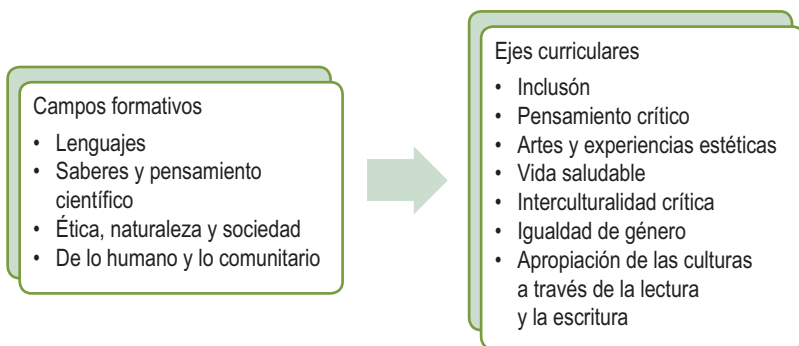 Campos formativos
• Lenguajes
• Saberes y pensamiento
científico
• Ética, naturaleza y sociedad
• De lo humano y lo comunitario
Ejes curriculares
• Inclusón
• Pensamiento crítico
• Artes y experiencias estéticas
• Vida saludable
• Interculturalidad crítica
• Igualdad de género
• Apropiación de las culturas
a través de la lectura
y la escritura